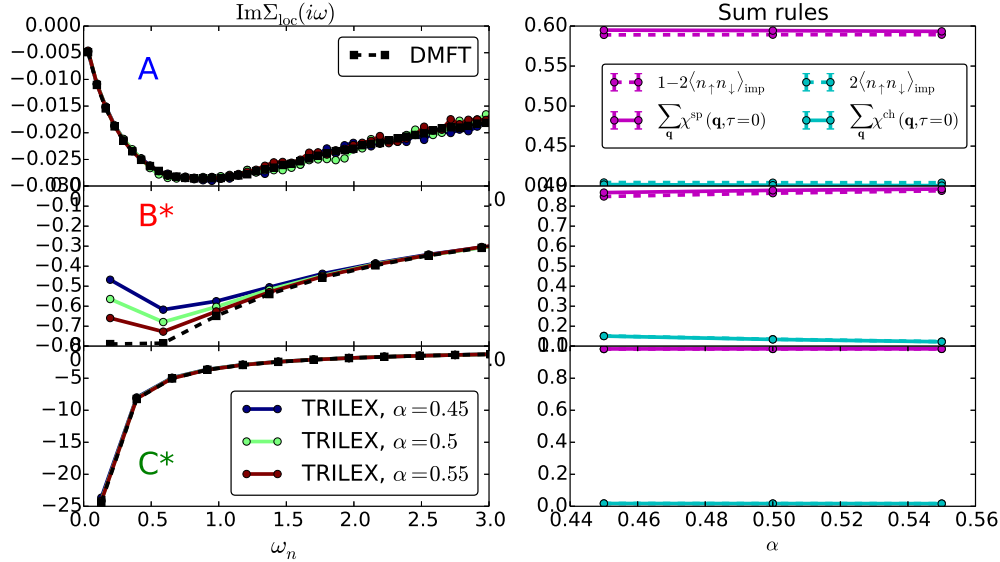 ImΣ_loc(iω)
0.000
−0.005
−0.010
−0.015
−0.020
−0.025
−0.030
A
DMFT
−0.1
−0.2
−0.3
−0.4
−0.5
−0.6
−0.7
−0.8
B*
.0
0
−5
−10
−15
−20
−25
C*
.0
TRILEX, α=0.45
TRILEX, α=0.5
TRILEX, α=0.55
0.0 0.5 1.0 1.5 2.0 2.5 3.0
ω_n
Sum rules
0.60
0.55
0.50
0.45
1−2⟨n↑n↓⟩_imp
2⟨n↑n↓⟩_imp
∑_q χ^sp(q,τ=0)
∑_q χ^ch(q,τ=0)
0.8
0.7
0.6
0.5
0.4
0.3
0.2
0.8
0.6
0.4
0.2
0.0
0.44 0.46 0.48 0.50 0.52 0.54 0.56
α